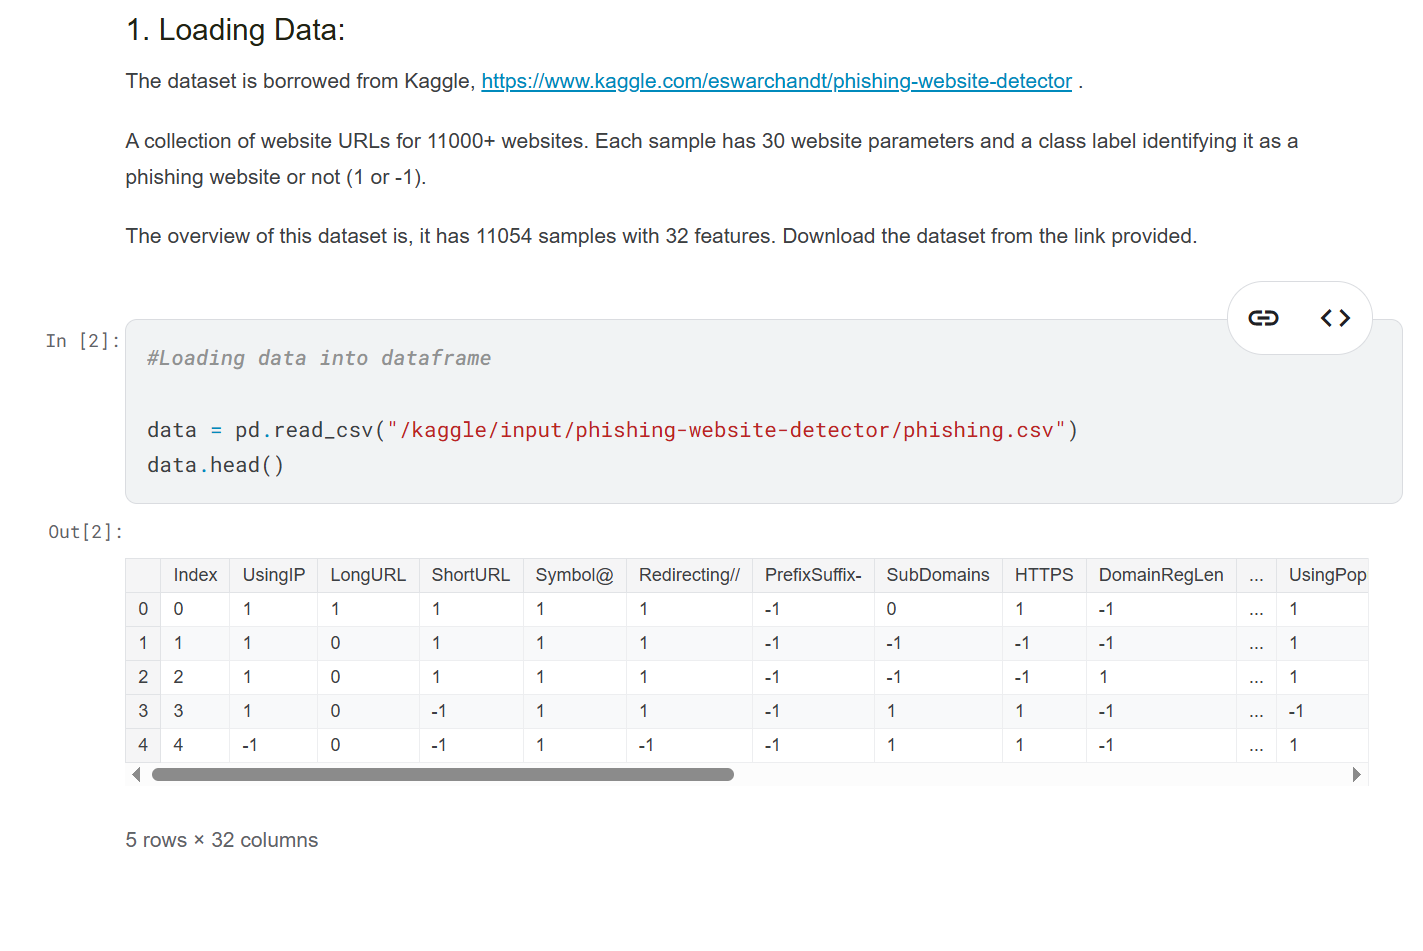 1. Loading Data:
The dataset is borrowed from Kaggle, https://www.kaggle.com/eswarchandt/phishing-website-detector .
A collection of website URLs for 11000+ websites. Each sample has 30 website parameters and a class label identifying it as a
phishing website or not (1 or -1).
The overview of this dataset is, it has 11054 samples with 32 features. Download the dataset from the link provided.
In [2]:
#Loading data into dataframe
data = pd.read_csv("/kaggle/input/phishing-website-detector/phishing.csv")
data.head()
Out[2]:
Index UsingIP LongURL ShortURL Symbol@ Redirecting// PrefixSuffix- SubDomains HTTPS DomainRegLen ... UsingPop
0 0 1 1 1 1 1 -1 0 1 -1 ... 1
1 1 1 0 1 1 1 -1 -1 -1 -1 ... 1
2 2 1 0 1 1 1 -1 -1 -1 1 ... 1
3 3 1 0 -1 1 1 -1 1 1 -1 ... -1
4 4 -1 0 -1 1 -1 -1 1 1 -1 ... 1
5 rows × 32 columns